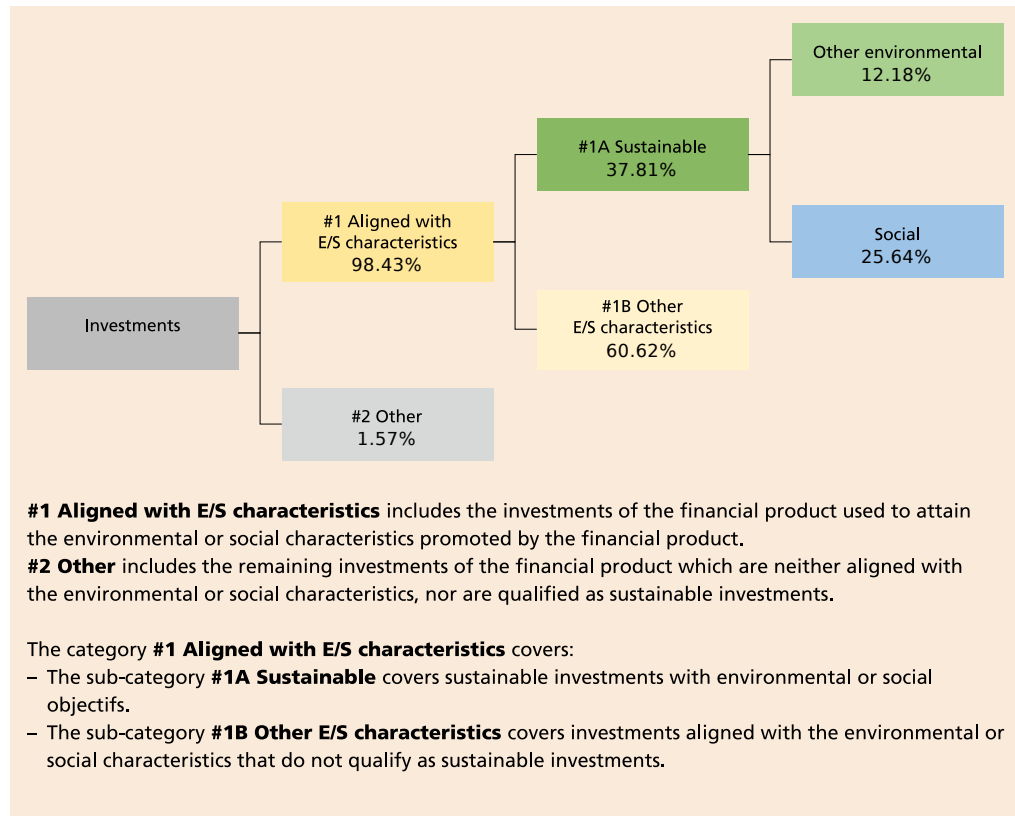 Other environmental
12.18%
#1A Sustainable
37.81%
#1 Aligned with
E/S characteristics
98.43%
Social
25.64%
#1B Other
E/S characteristics
60.62%
Investments
#2 Other
1.57%
#1 Aligned with E/S characteristics includes the investments of the financial product used to attain
the environmental or social characteristics promoted by the financial product.
#2 Other includes the remaining investments of the financial product which are neither aligned with
the environmental or social characteristics, nor are qualified as sustainable investments.
The category #1 Aligned with E/S characteristics covers:
– The sub-category #1A Sustainable covers sustainable investments with environmental or social
objectifs.
– The sub-category #1B Other E/S characteristics covers investments aligned with the environmental or
social characteristics that do not qualify as sustainable investments.